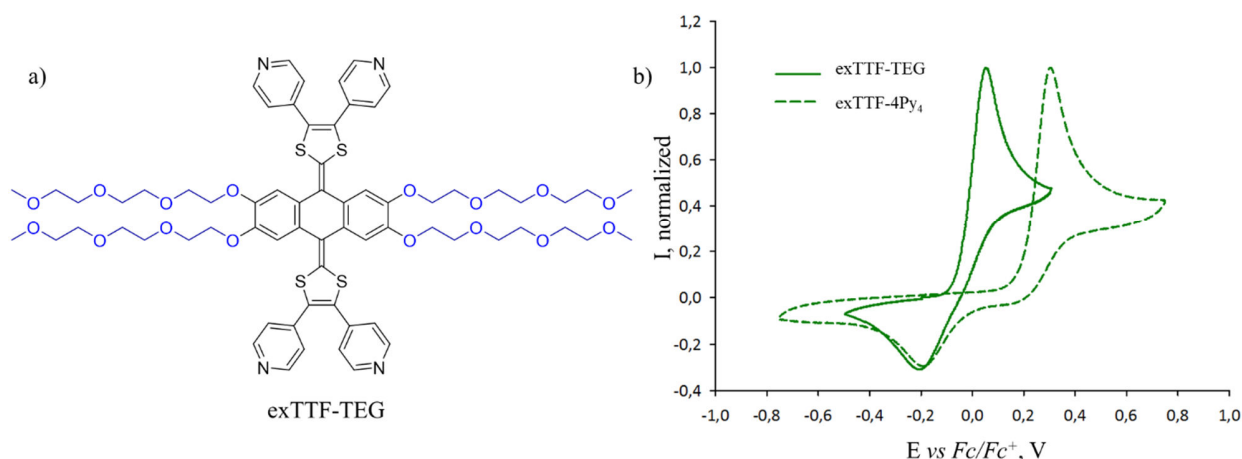 a)
N N
S S
O O O O O O O O
O O O O O O O O
S S
N N
exTTF-TEG
b)
exTTF-TEG
exTTF-4Py₄
I, normalized
1,2
1,0
0,8
0,6
0,4
0,2
0,0
-0,2
-0,4
-1,0 -0,8 -0,6 -0,4 -0,2 0,0 0,2 0,4 0,6 0,8 1,0
E vs Fc/Fc⁺, V